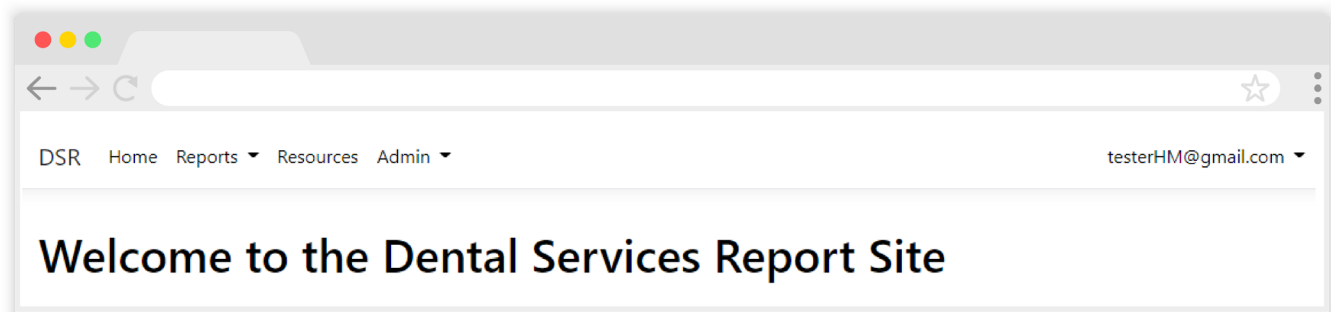 DSR Home Reports Resources Admin testerHM@gmail.com
Welcome to the Dental Services Report Site